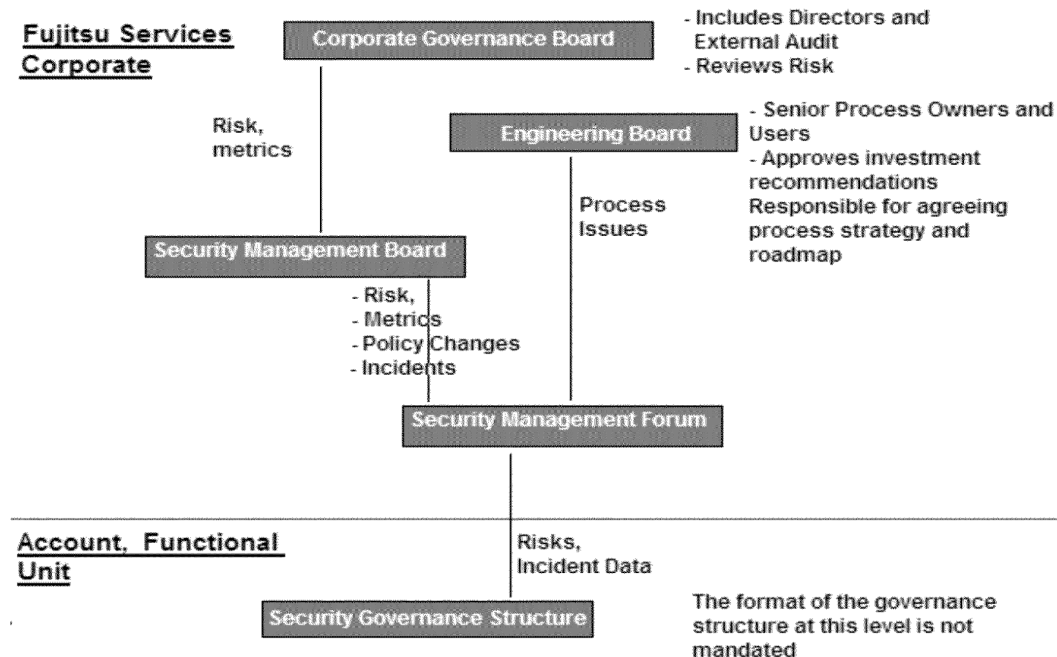 Fujitsu Services
Corporate
Corporate Governance Board
- Includes Directors and
External Audit
- Reviews Risk
Risk,
metrics
Engineering Board
- Senior Process Owners and
Users
- Approves investment
recommendations
Responsible for agreeing
process strategy and
roadmap
Process
Issues
Security Management Board
- Risk,
- Metrics
- Policy Changes
- Incidents
Security Management Forum
Account, Functional
Unit
Risks,
Incident Data
Security Governance Structure
The format of the governance
structure at this level is not
mandated